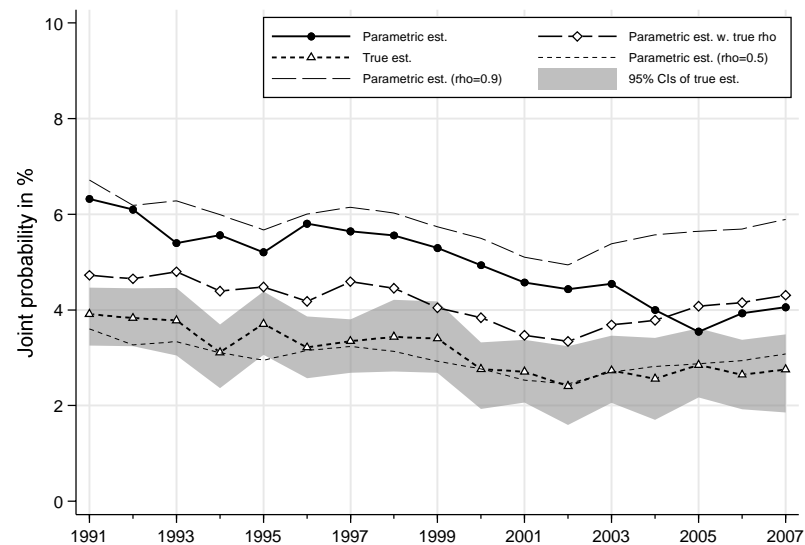 Parametric est.
Parametric est. w. true rho
True est.
Parametric est. (rho=0.5)
Parametric est. (rho=0.9)
95% CIs of true est.
Joint probability in %
10
8
6
4
2
0
1991 1993 1995 1997 1999 2001 2003 2005 2007